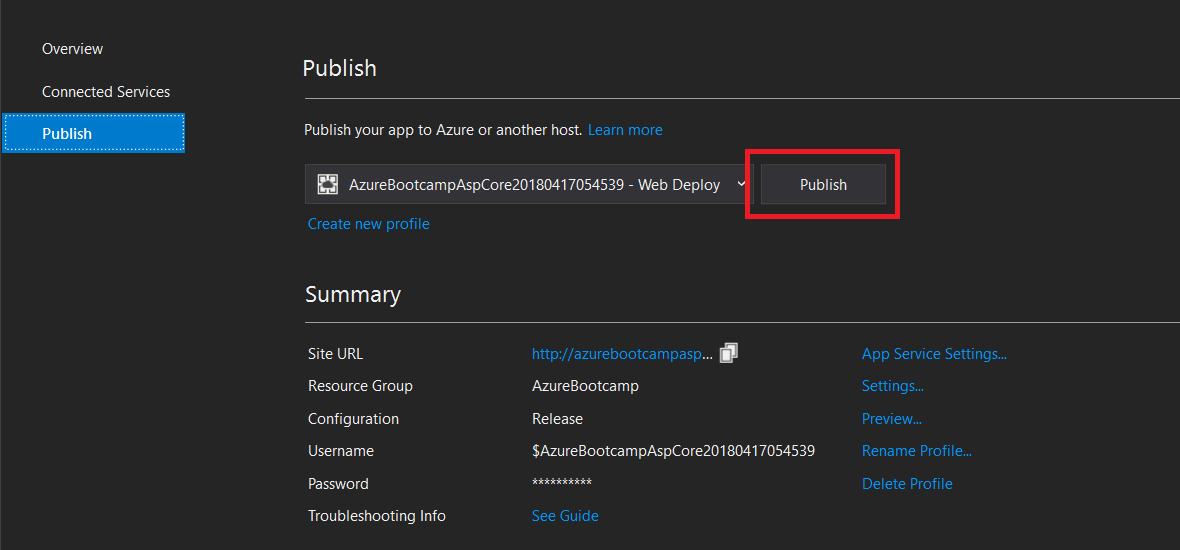 Overview
Connected Services
Publish
Publish
Publish your app to Azure or another host. Learn more
AzureBootcampAspCore20180417054539 - Web Deploy
Publish
Create new profile
Summary
Site URL http://azurebootcampasp... App Service Settings...
Resource Group AzureBootcamp Settings...
Configuration Release Preview...
Username $AzureBootcampAspCore20180417054539 Rename Profile...
Password ********** Delete Profile
Troubleshooting Info See Guide